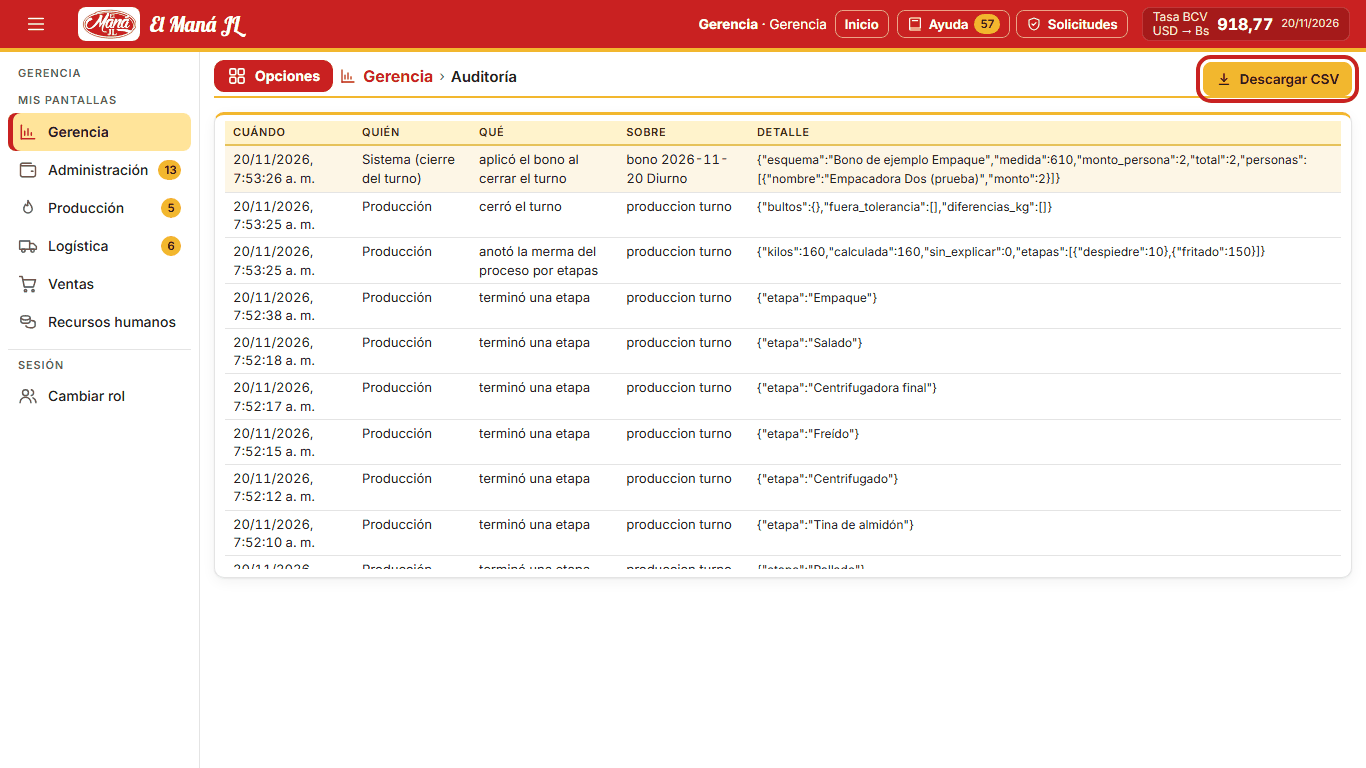 El Maná JL
El Maná JL
Gerencia · Gerencia
Inicio
Ayuda 57
Solicitudes
Tasa BCV
USD → Bs
918,77
20/11/2026
GERENCIA
MIS PANTALLAS
Gerencia
Administración 13
Producción 5
Logística 6
Ventas
Recursos humanos
SESIÓN
Cambiar rol
Opciones
Gerencia › Auditoría
Descargar CSV
CUÁNDO QUIÉN QUÉ SOBRE DETALLE
20/11/2026, Sistema (cierre aplicó el bono al bono 2026-11- {"esquema":"Bono de ejemplo Empaque","medida":610,"monto_persona":2,"total":2,"personas":
7:53:26 a. m. del turno) cerrar el turno 20 Diurno [{"nombre":"Empacadora Dos (prueba)","monto":2}]}
20/11/2026, Producción cerró el turno produccion turno {"bultos":{},"fuera_tolerancia":[],"diferencias_kg":[]}
7:53:25 a. m.
20/11/2026, Producción anotó la merma del produccion turno {"kilos":160,"calculada":160,"sin_explicar":0,"etapas":[{"despiedre":10},{"fritado":150}]}
7:53:25 a. m. proceso por etapas
20/11/2026, Producción terminó una etapa produccion turno {"etapa":"Empaque"}
7:52:38 a. m.
20/11/2026, Producción terminó una etapa produccion turno {"etapa":"Salado"}
7:52:18 a. m.
20/11/2026, Producción terminó una etapa produccion turno {"etapa":"Centrifugadora final"}
7:52:17 a. m.
20/11/2026, Producción terminó una etapa produccion turno {"etapa":"Freído"}
7:52:15 a. m.
20/11/2026, Producción terminó una etapa produccion turno {"etapa":"Centrifugado"}
7:52:12 a. m.
20/11/2026, Producción terminó una etapa produccion turno {"etapa":"Tina de almidón"}
7:52:10 a. m.
20/11/2026, Producción terminó una etapa produccion turno